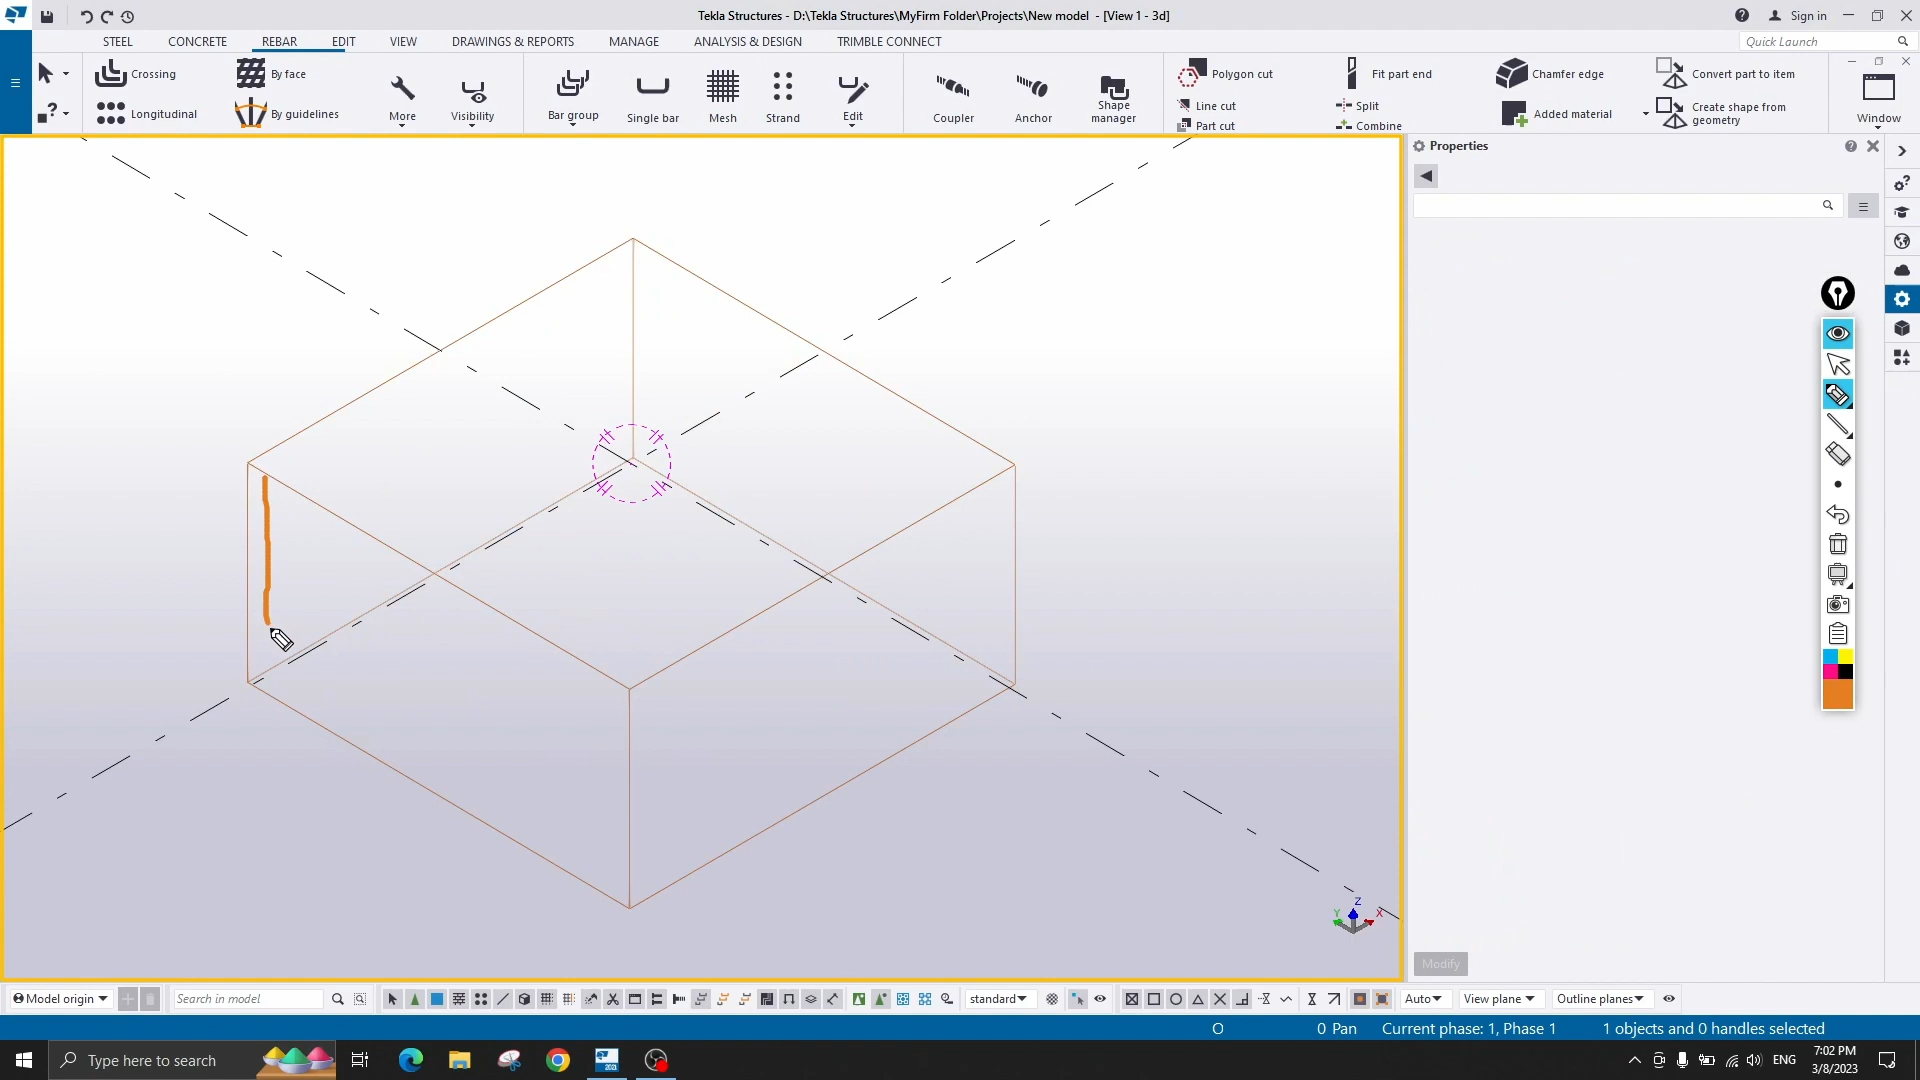 Tekla Structures - D:\Tekla Structures\MyFirm Folder\Projects\New model - [View 1 - 3d]
Sign in
STEEL CONCRETE REBAR EDIT VIEW DRAWINGS & REPORTS MANAGE ANALYSIS & DESIGN TRIMBLE CONNECT
Quick Launch
Crossing
Longitudinal
By face
By guidelines
More
Visibility
Bar group
Single bar
Mesh
Strand
Edit
Coupler
Anchor
Shape manager
Polygon cut
Line cut
Part cut
Fit part end
Split
Combine
Chamfer edge
Added material
Convert part to item
Create shape from geometry
Window
Properties
Modify
Z
Y
X
Model origin
Search in model
standard
Auto
View plane
Outline planes
O
0 Pan
Current phase: 1, Phase 1
1 objects and 0 handles selected
Type here to search
2021
ENG
7:02 PM
3/8/2023